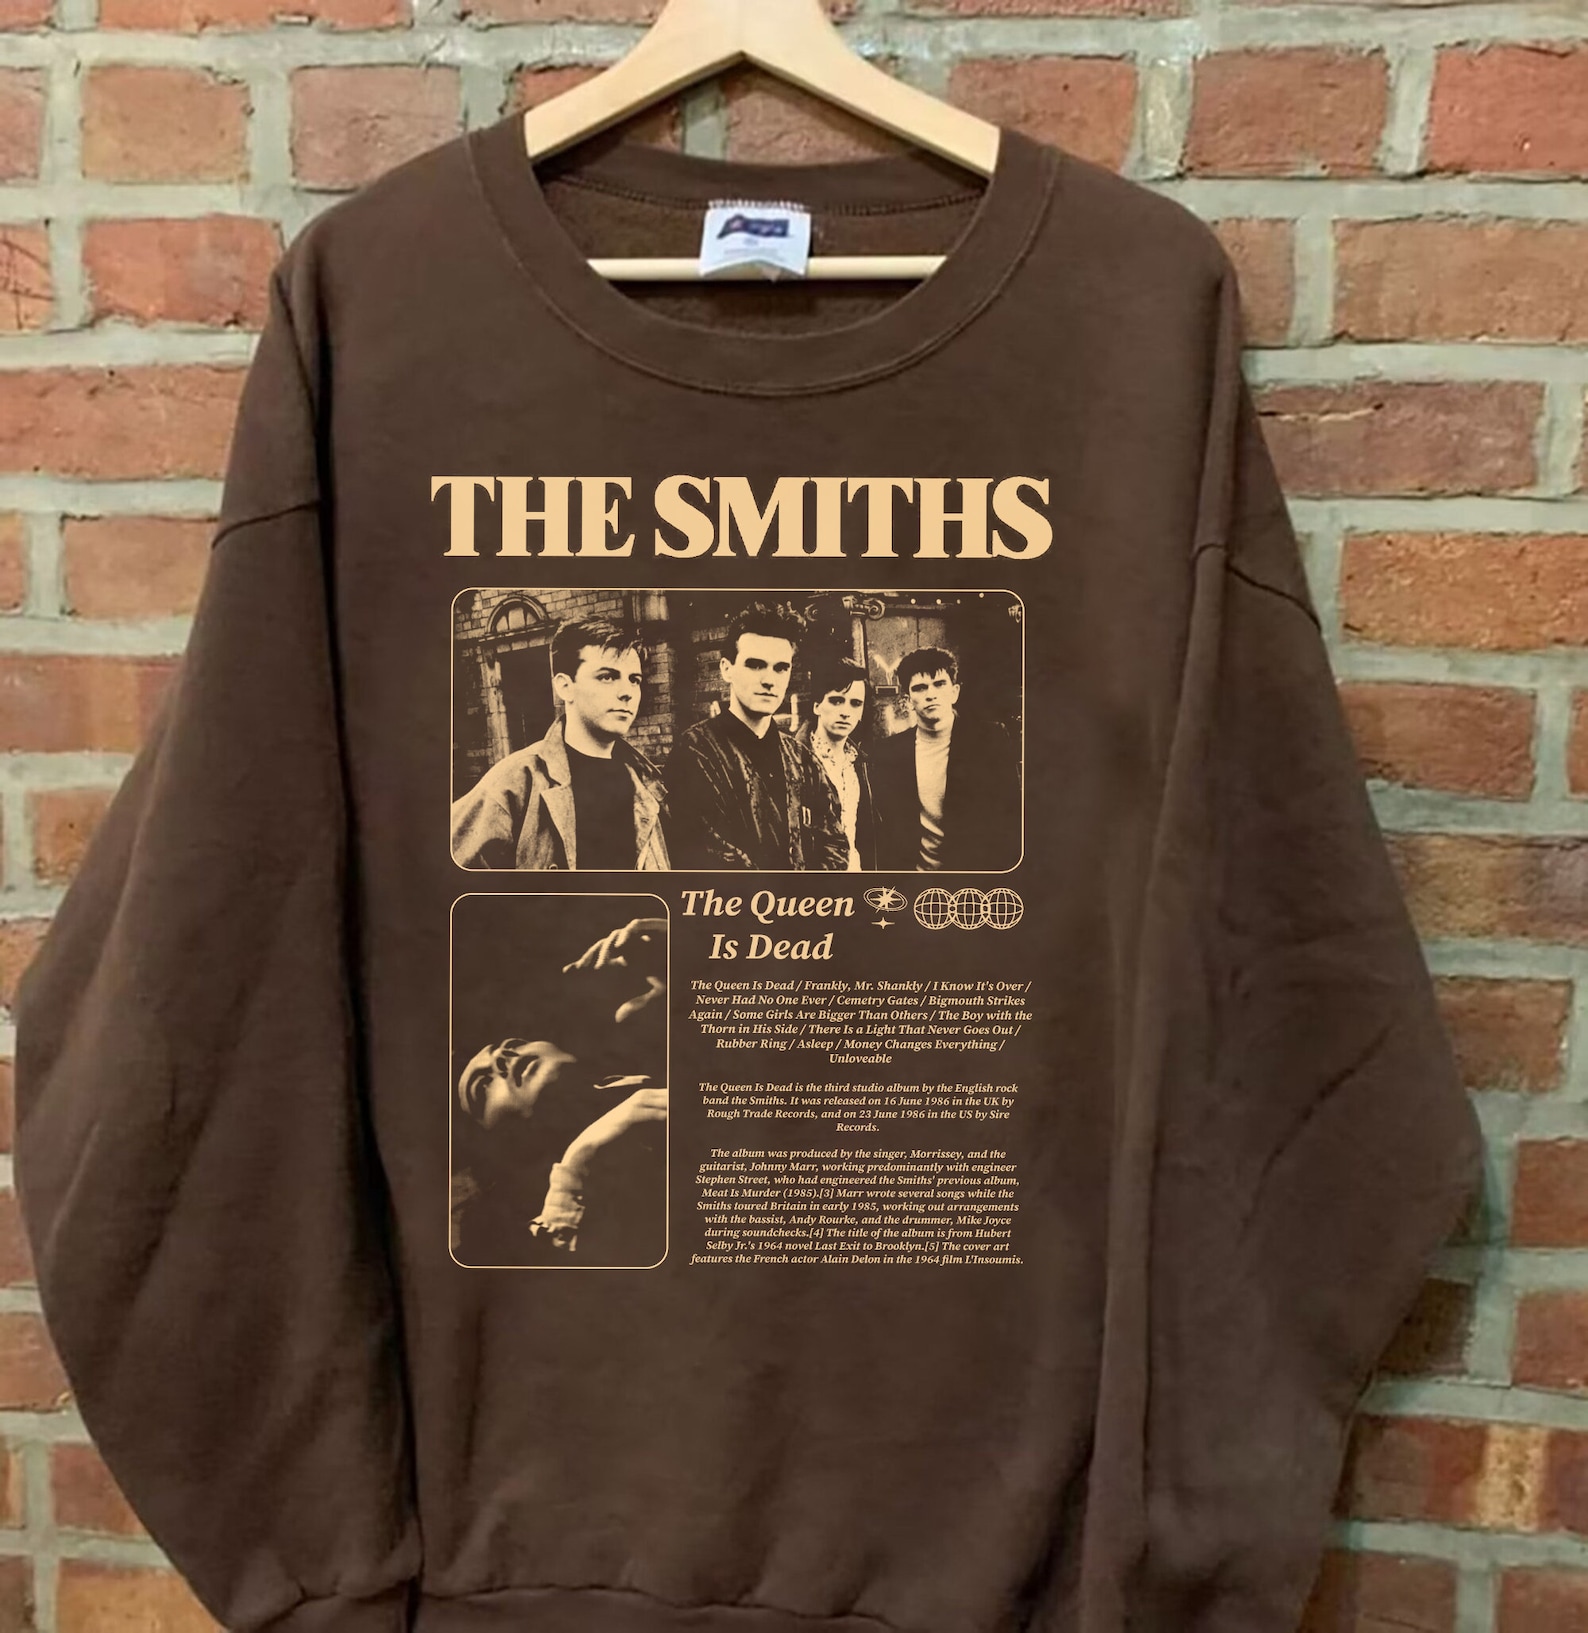 THE SMITHS
The Queen
Is Dead
The Queen Is Dead / Frankly, Mr. Shankly / I Know It's Over /
Never Had No One Ever / Cemetry Gates / Bigmouth Strikes
Again / Some Girls Are Bigger Than Others / The Boy with the
Thorn in His Side / There Is a Light That Never Goes Out /
Rubber Ring / Asleep / Money Changes Everything /
Unloveable
The Queen Is Dead is the third studio album by the English rock
band the Smiths. It was released on 16 June 1986 in the UK by
Rough Trade Records, and on 23 June 1986 in the US by Sire
Records.
The album was produced by the singer, Morrissey, and the
guitarist, Johnny Marr, working predominantly with engineer
Stephen Street, who had engineered the Smiths' previous album,
Meat Is Murder (1985).[3] Marr wrote several songs while the
Smiths toured Britain in early 1985, working out arrangements
with the bassist, Andy Rourke, and the drummer, Mike Joyce
during soundchecks.[4] The title of the album is from Hubert
Selby Jr.'s 1964 novel Last Exit to Brooklyn.[5] The cover art
features the French actor Alain Delon in the 1964 film L'Insoumis.